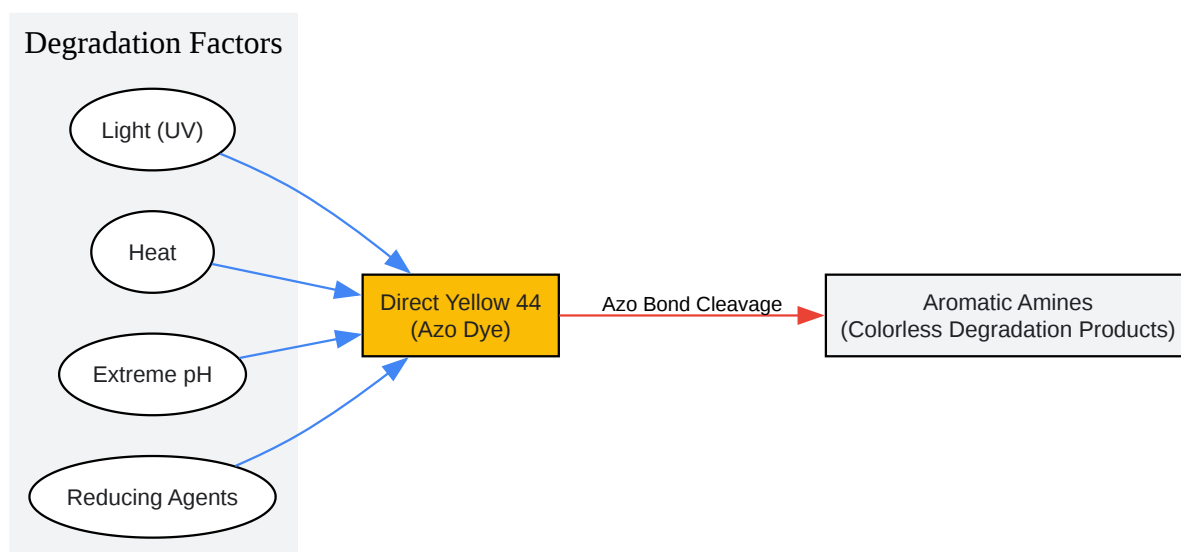 Degradation Factors
Light (UV)
Heat
Extreme pH
Reducing Agents
Direct Yellow 44
(Azo Dye)
Azo Bond Cleavage
Aromatic Amines
(Colorless Degradation Products)